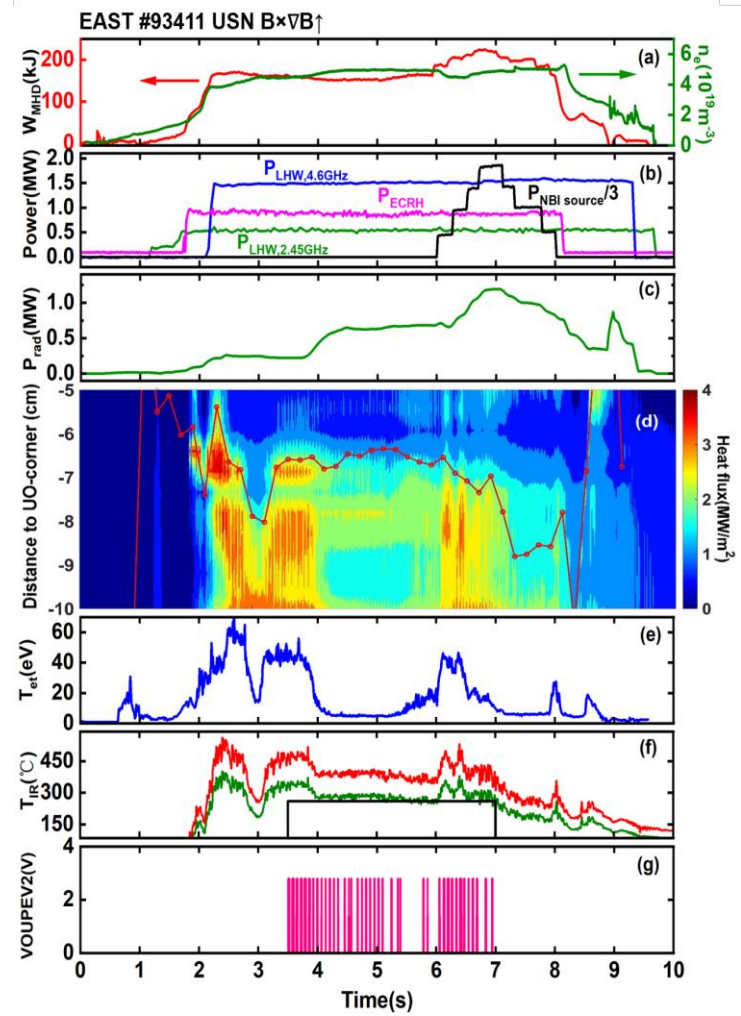 EAST #93411 USN B×∇B↑
(a)
W_MHD(kJ)
200
100
0
n_e(10^19 m^-3)
6
4
2
0
(b)
Power(MW)
2.0
1.5
1.0
0.5
0.0
P_LHW,4.6GHz
P_ECRH
P_NBI source/3
P_LHW,2.45GHz
(c)
P_rad(MW)
1.0
0.5
0.0
(d)
Distance to UO-corner (cm)
-5
-6
-7
-8
-9
-10
4
3
2
1
0
Heat flux(MW/m^2)
(e)
T_et(eV)
60
40
20
0
(f)
T_IR(℃)
450
300
150
(g)
VOUPEV2(V)
4
2
0
0 1 2 3 4 5 6 7 8 9 10
Time(s)